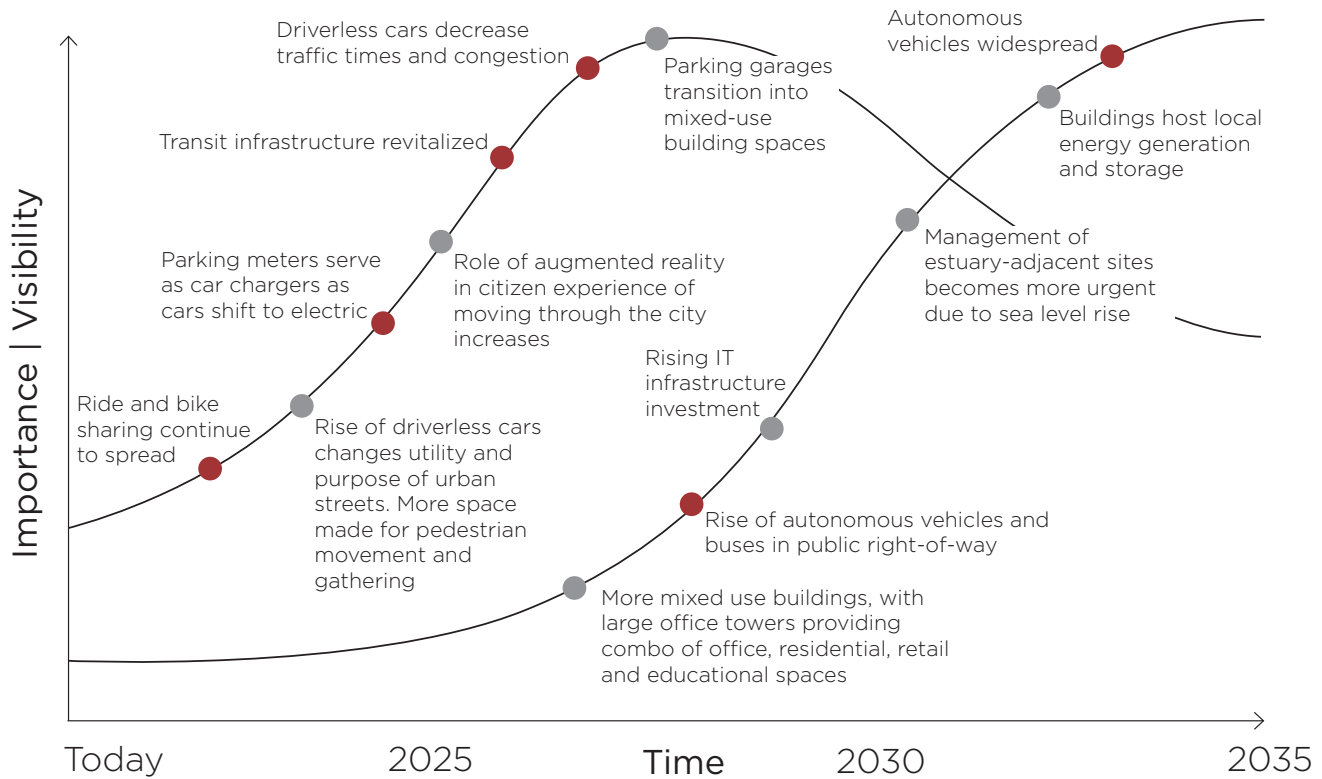 Importance | Visibility
Driverless cars decrease
traffic times and congestion
Autonomous
vehicles widespread
Parking garages
transition into
mixed-use
building spaces
Buildings host local
energy generation
and storage
Transit infrastructure revitalized
Parking meters serve
as car chargers as
cars shift to electric
Role of augmented reality
in citizen experience of
moving through the city
increases
Management of
estuary-adjacent sites
becomes more urgent
due to sea level rise
Rising IT
infrastructure
investment
Ride and bike
sharing continue
to spread
Rise of driverless cars
changes utility and
purpose of urban
streets. More space
made for pedestrian
movement and
gathering
Rise of autonomous vehicles and
buses in public right-of-way
More mixed use buildings, with
large office towers providing
combo of office, residential, retail
and educational spaces
Today
2025
Time
2030
2035